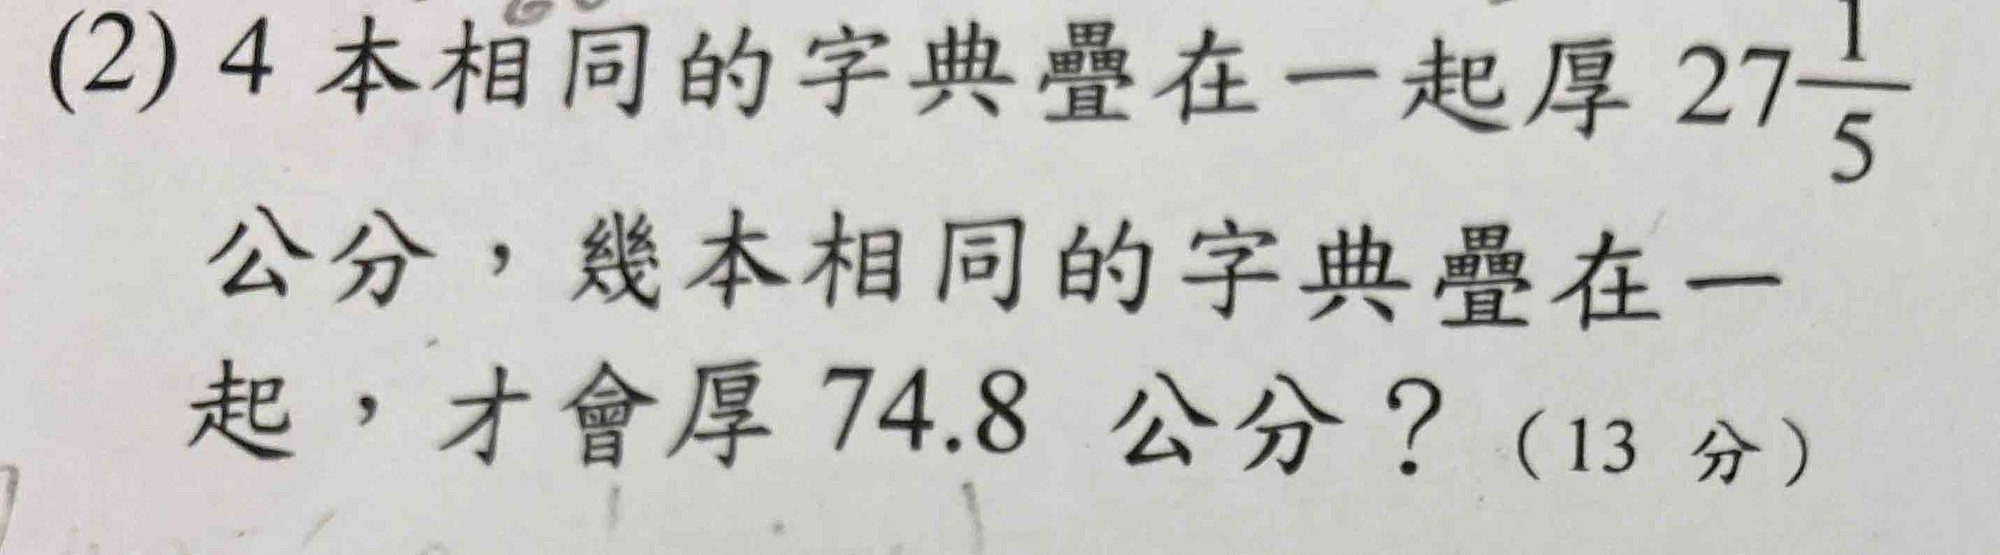 (2) 4 本相同的字典疊在一起厚 27 1/5
公分，幾本相同的字典疊在一
起，才會厚 74.8 公分？（13 分）